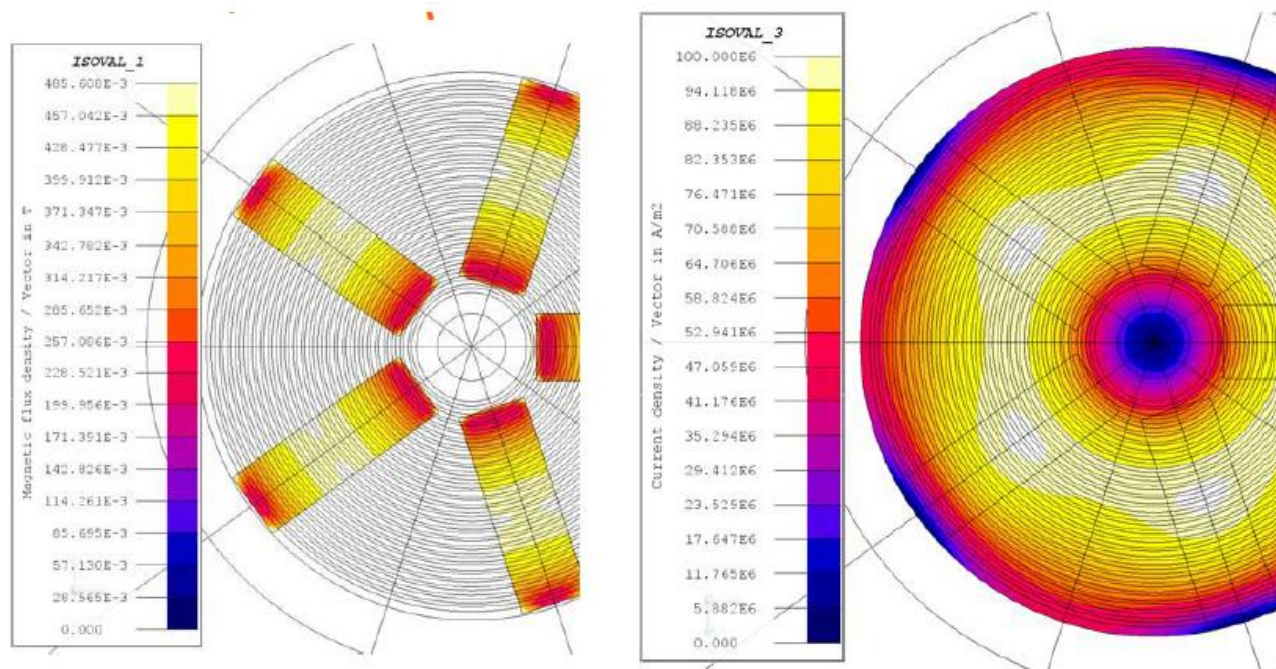 ISOVAL_1
485.608E-3
457.042E-3
428.477E-3
399.912E-3
371.347E-3
342.782E-3
314.217E-3
285.652E-3
257.086E-3
228.521E-3
199.956E-3
171.391E-3
142.826E-3
114.261E-3
85.695E-3
57.130E-3
28.565E-3
0.000
Magnetic flux density / Vector in T
ISOVAL_3
100.000E6
94.118E6
88.235E6
82.353E6
76.471E6
70.588E6
64.706E6
58.824E6
52.941E6
47.059E6
41.176E6
35.294E6
29.412E6
23.529E6
17.647E6
11.765E6
5.882E6
0.000
Current density / Vector in A/m2